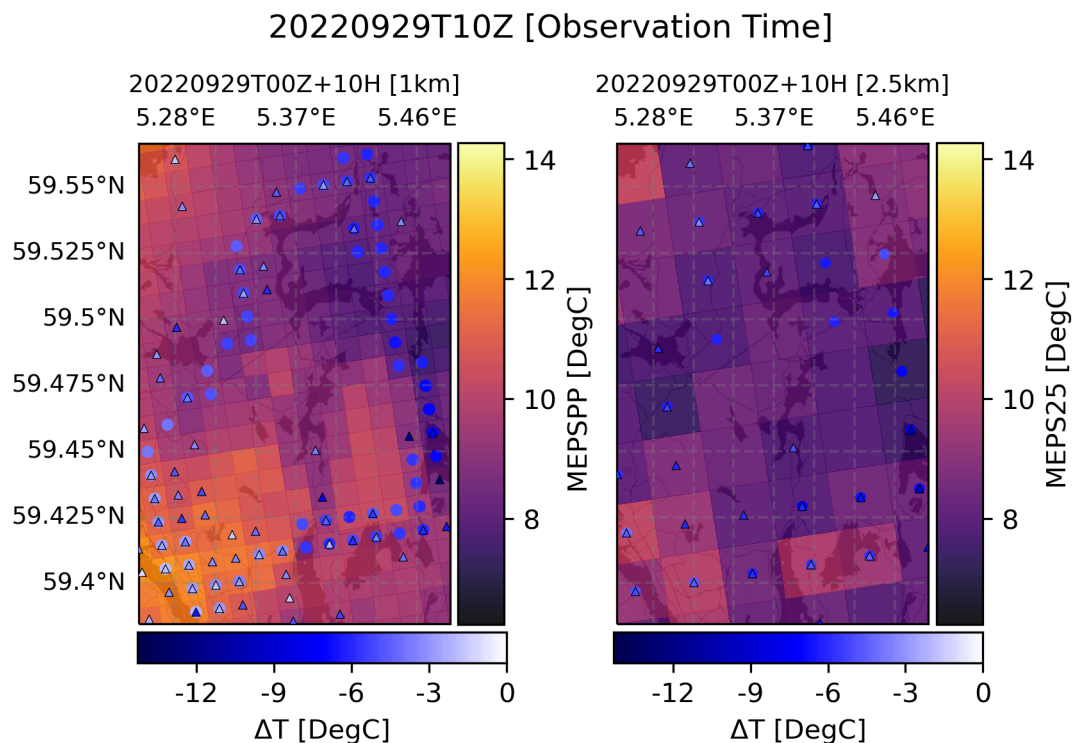 20220929T10Z [Observation Time]
20220929T00Z+10H [1km]
20220929T00Z+10H [2.5km]
5.28°E 5.37°E 5.46°E
5.28°E 5.37°E 5.46°E
59.55°N
59.525°N
59.5°N
59.475°N
59.45°N
59.425°N
59.4°N
14
12
10
8
MEPSPP [DegC]
14
12
10
8
MEPS25 [DegC]
-12 -9 -6 -3 0
ΔT [DegC]
-12 -9 -6 -3 0
ΔT [DegC]